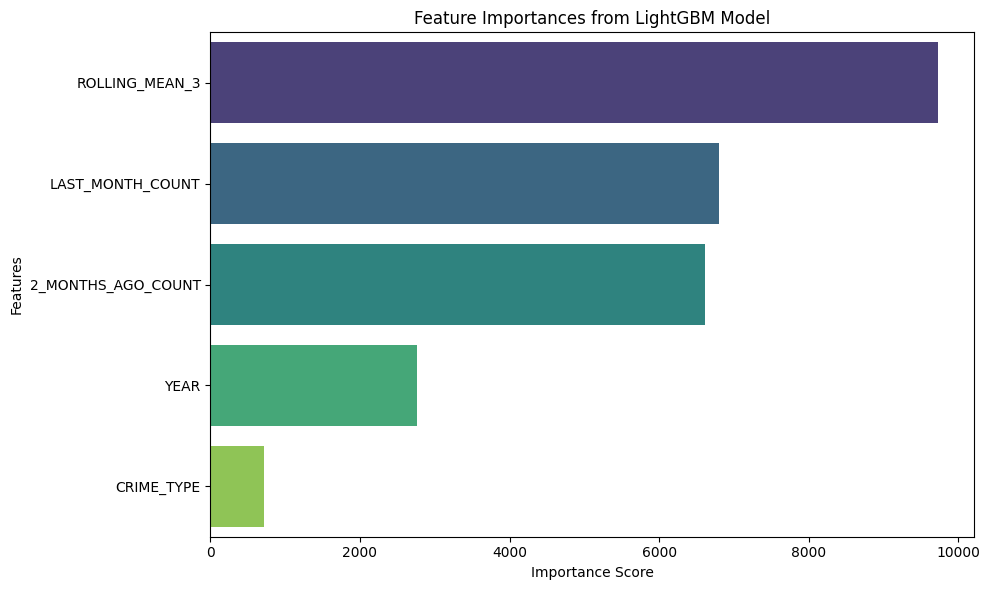 Feature Importances from LightGBM Model
Features
ROLLING_MEAN_3
LAST_MONTH_COUNT
2_MONTHS_AGO_COUNT
YEAR
CRIME_TYPE
0 2000 4000 6000 8000 10000
Importance Score